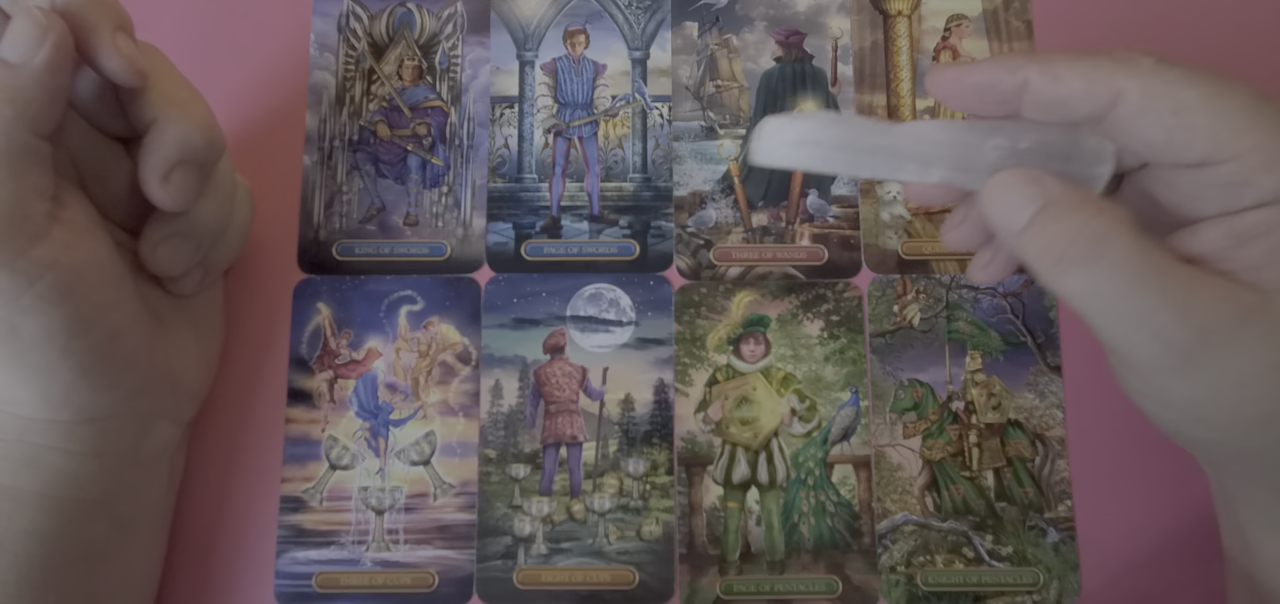 KING OF SWORDS
PAGE OF SWORDS
THREE OF WANDS
THREE OF CUPS
EIGHT OF CUPS
PAGE OF PENTACLES
KNIGHT OF PENTACLES